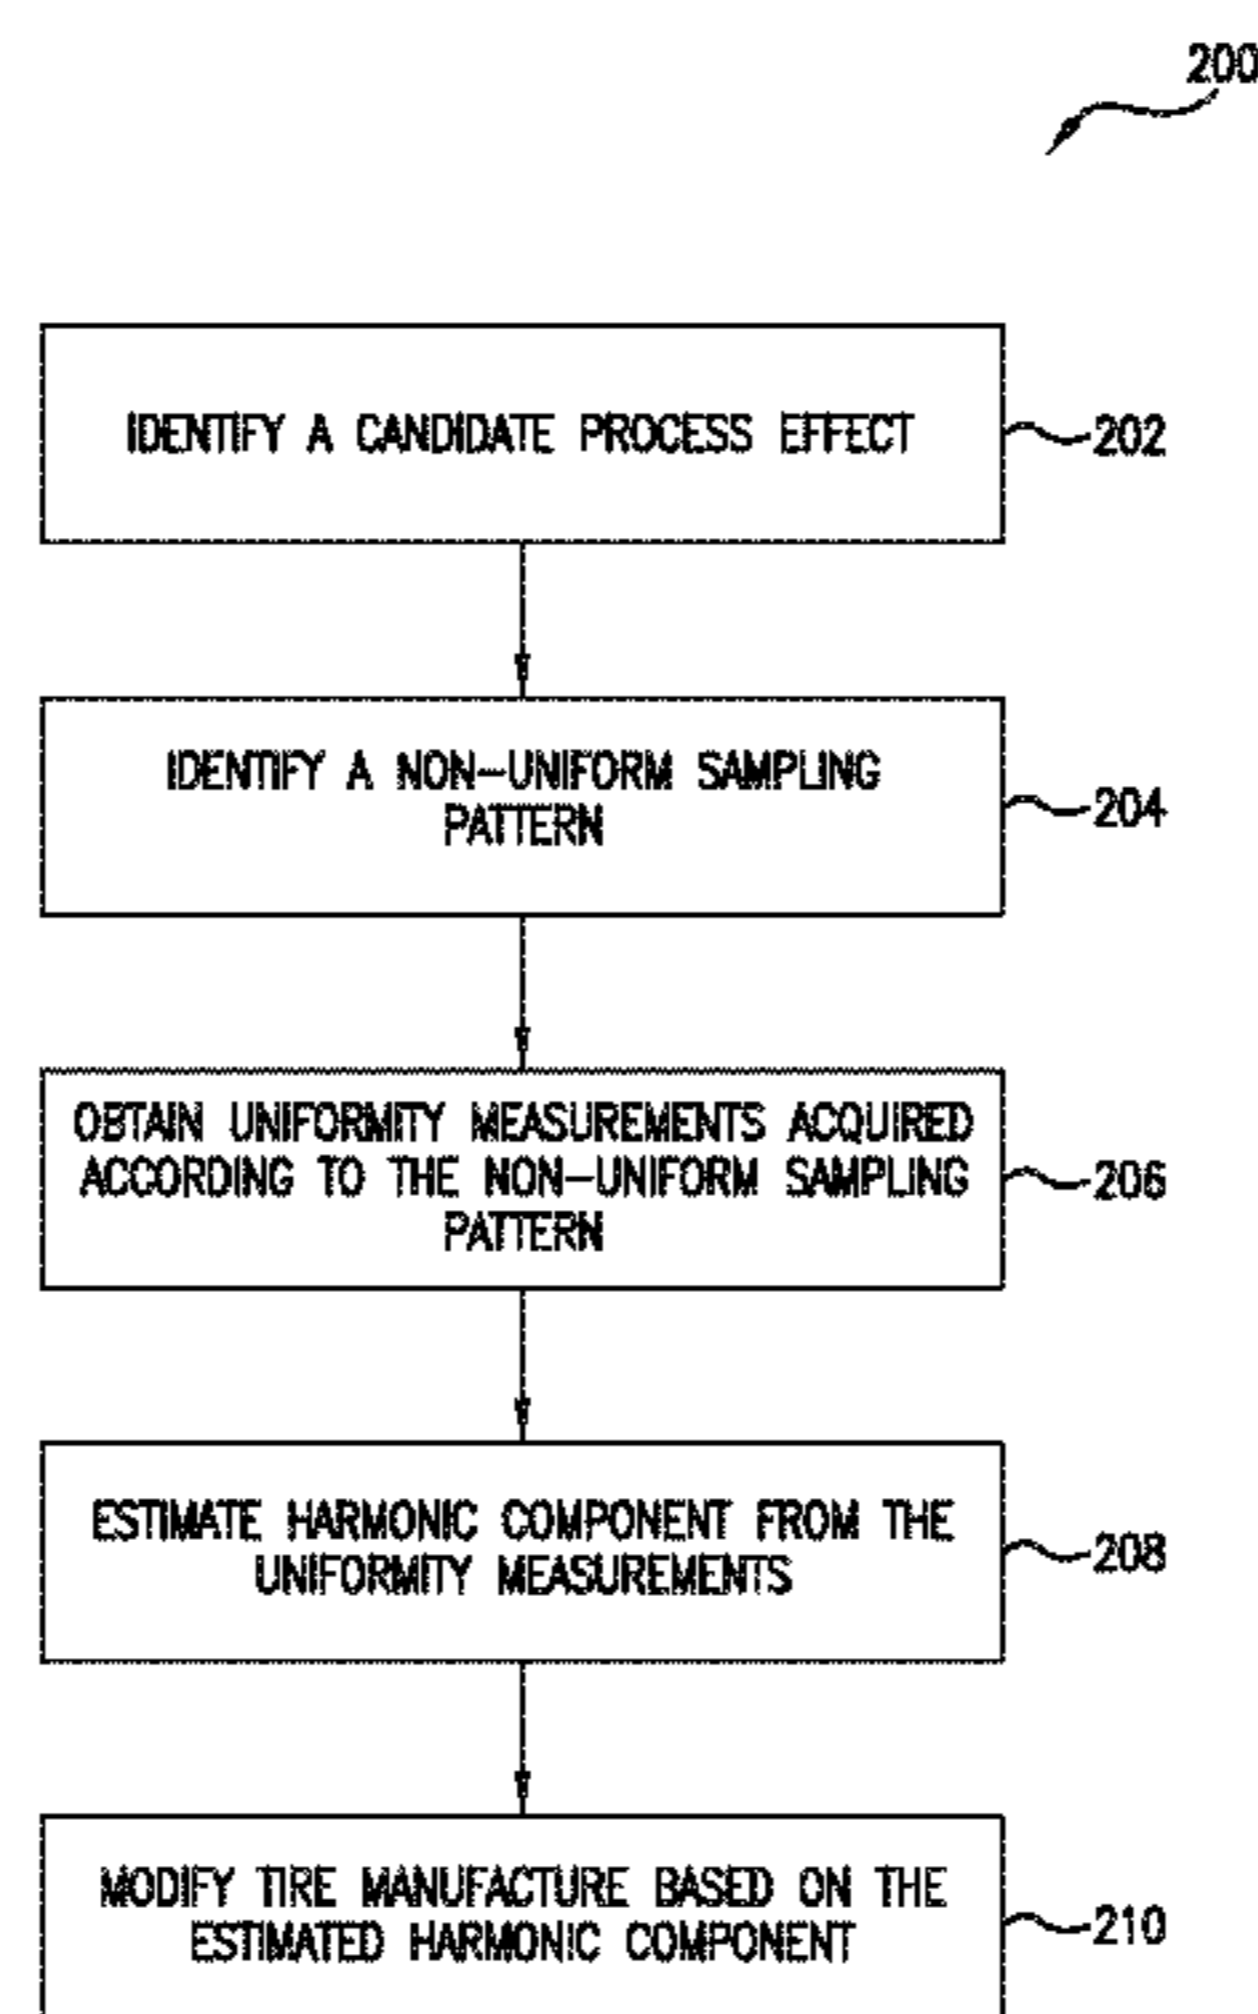 200
IDENTIFY A CANDIDATE PROCESS EFFECT
202
IDENTIFY A NON-UNIFORM SAMPLING
PATTERN
204
OBTAIN UNIFORMITY MEASUREMENTS ACQUIRED
ACCORDING TO THE NON-UNIFORM SAMPLING
PATTERN
206
ESTIMATE HARMONIC COMPONENT FROM THE
UNIFORMITY MEASUREMENTS
208
MODIFY TIRE MANUFACTURE BASED ON THE
ESTIMATED HARMONIC COMPONENT
210